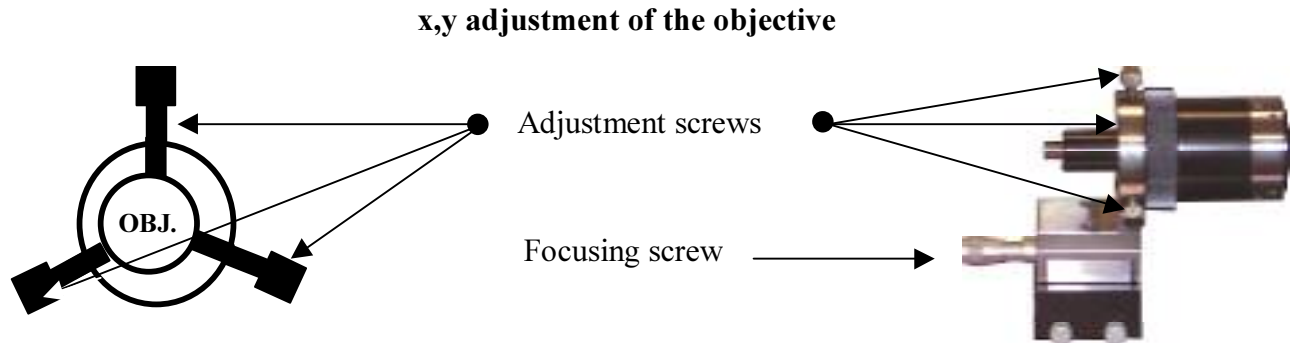 x,y adjustment of the objective
Adjustment screws
OBJ.
Focusing screw